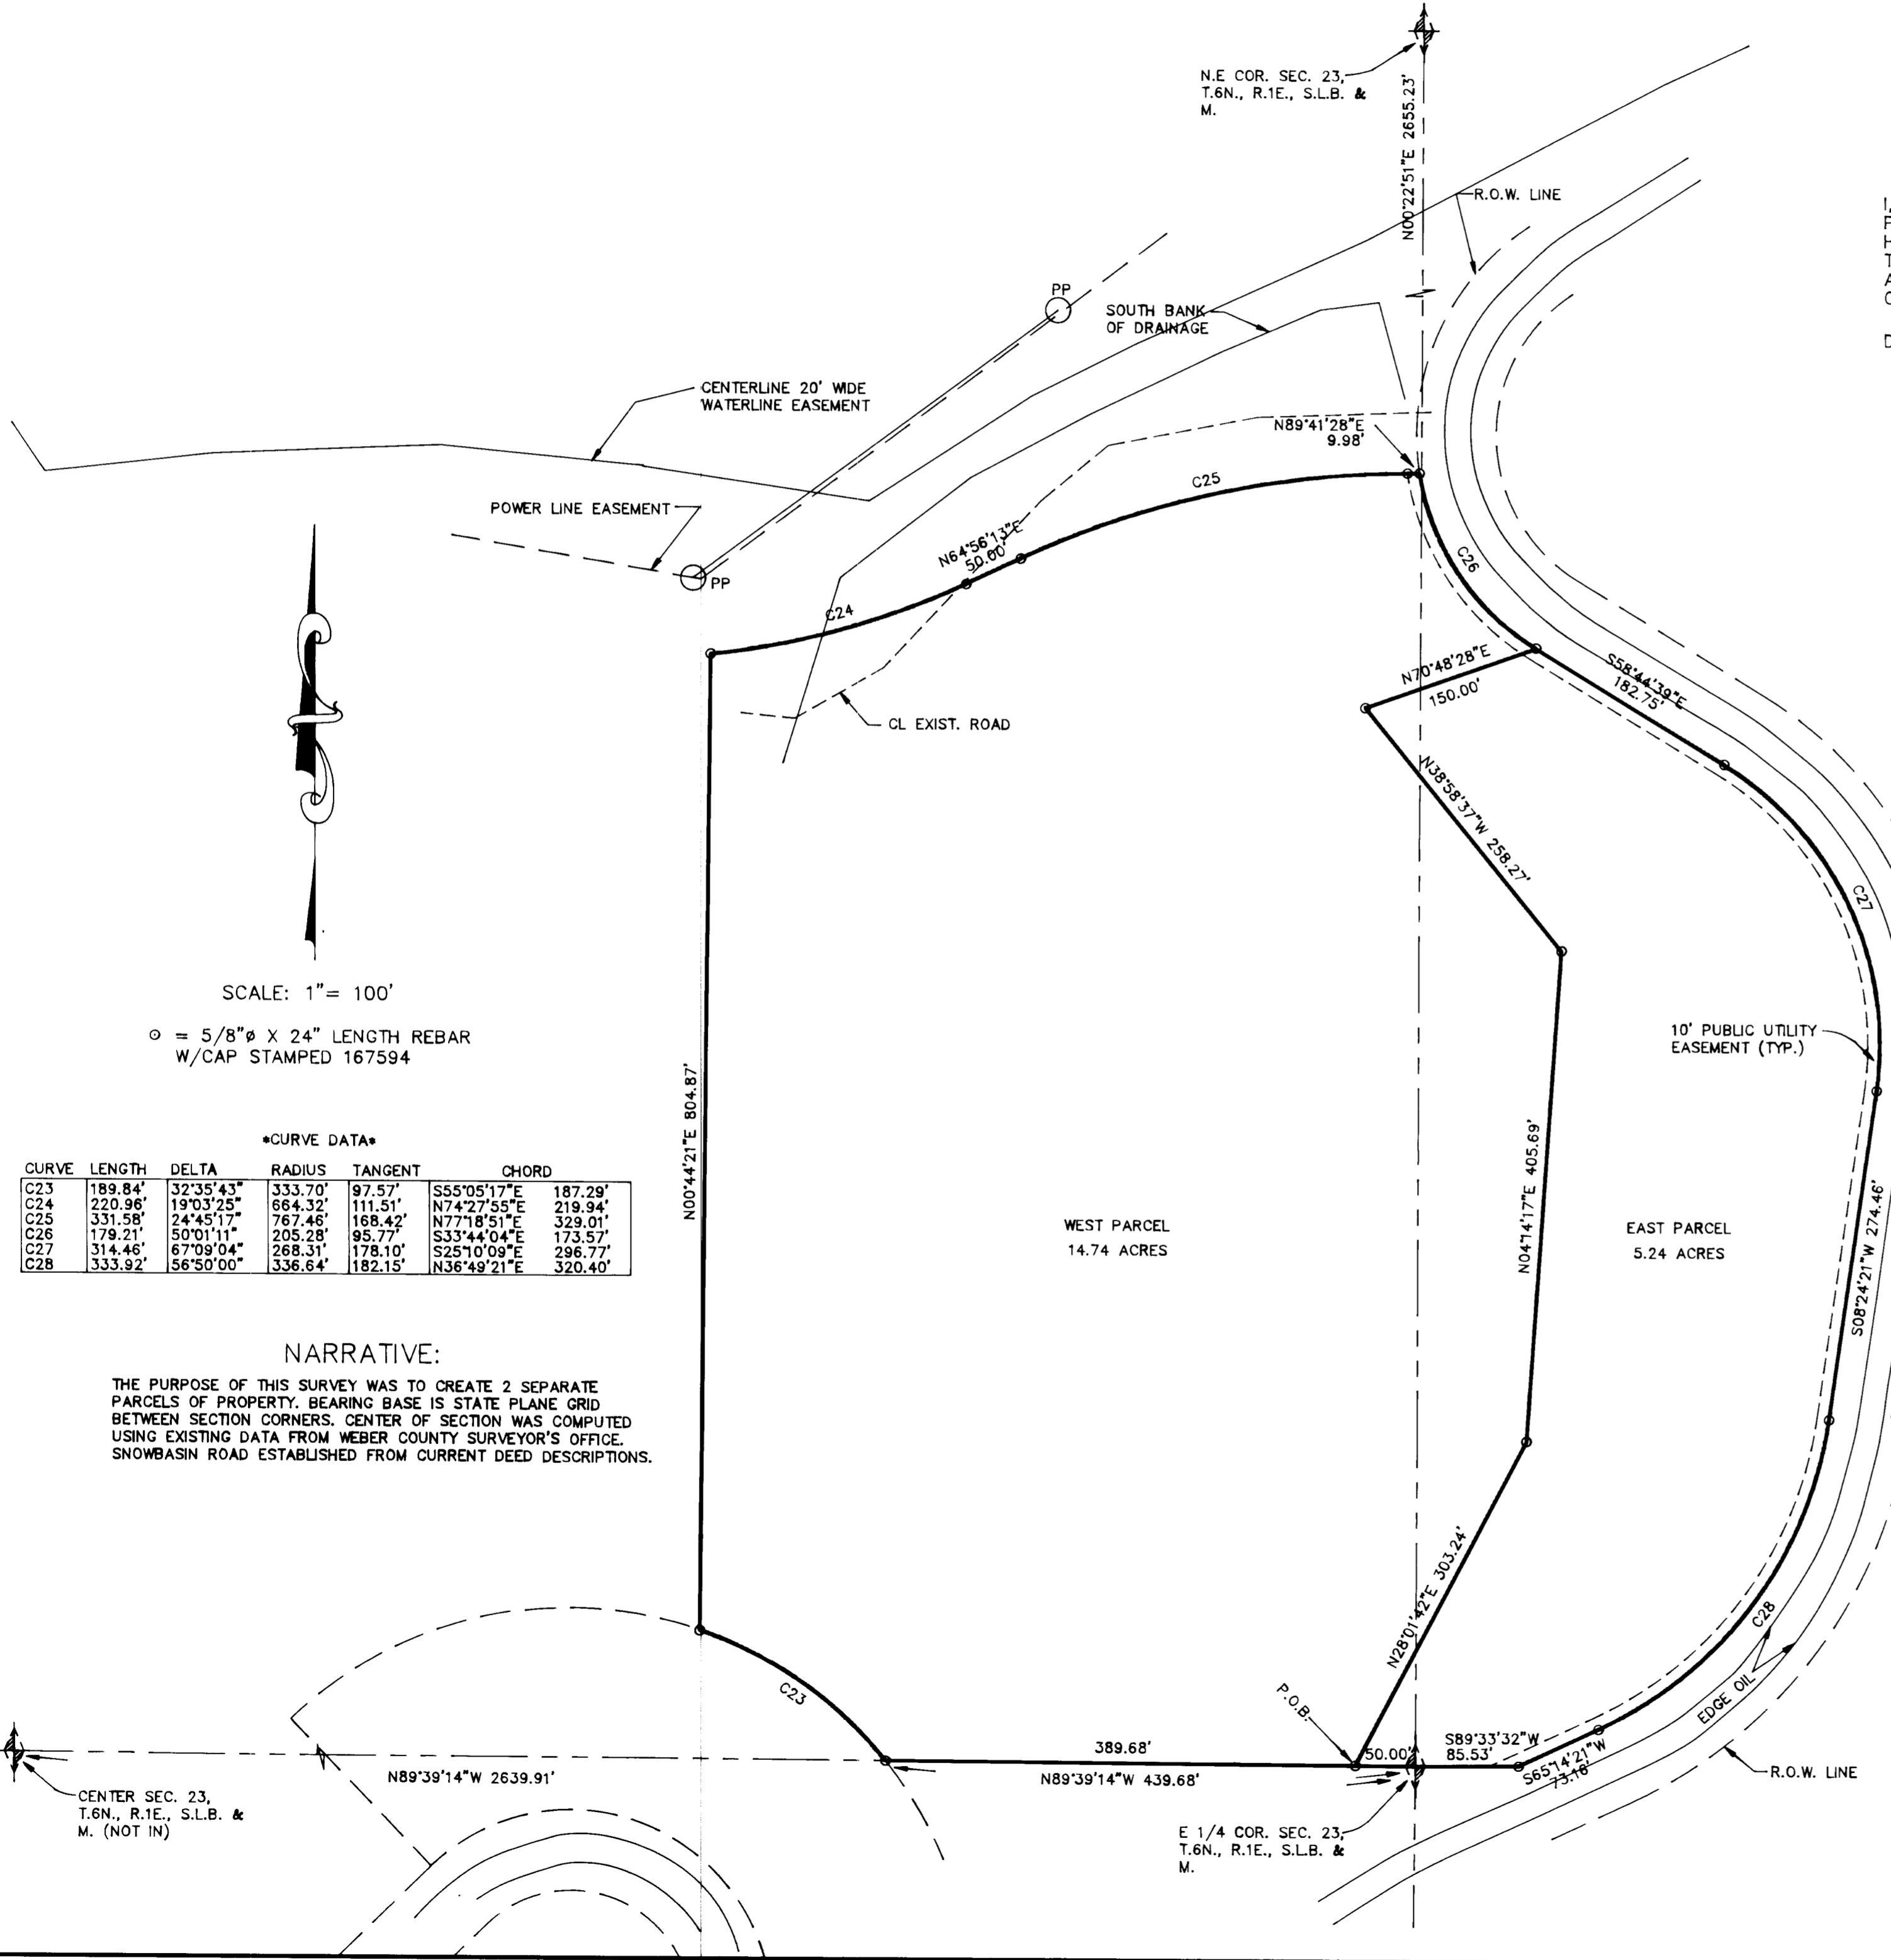 N.E COR. SEC. 23,
T.6N., R.1E., S.L.B. &
M.
N00°22'51"E 2655.23'
R.O.W. LINE
PP
SOUTH BANK
OF DRAINAGE
CENTERLINE 20' WIDE
WATERLINE EASEMENT
N89°41'28"E
9.98'
C25
POWER LINE EASEMENT
PP
N64°56'13"E
50.00'
C26
C24
N70°48'28"E
150.00'
S58°44'39"E
182.75'
CL EXIST. ROAD
N38°58'37"W 258.27'
C27
SCALE: 1"= 100'
⊙ = 5/8"ø X 24" LENGTH REBAR
W/CAP STAMPED 167594
10' PUBLIC UTILITY
EASEMENT (TYP.)
N00°44'21"E 804.87'
N04°14'17"E 405.69'
S08°24'21"W 274.46'
*CURVE DATA*
CURVE LENGTH DELTA RADIUS TANGENT CHORD
C23 189.84' 32°35'43" 333.70' 97.57' S55°05'17"E 187.29'
C24 220.96' 19°03'25" 664.32' 111.51' N74°27'55"E 219.94'
C25 331.58' 24°45'17" 767.46' 168.42' N77°18'51"E 329.01'
C26 179.21' 50°01'11" 205.28' 95.77' S33°44'04"E 173.57'
C27 314.46' 67°09'04" 268.31' 178.10' S25°10'09"E 296.77'
C28 333.92' 56°50'00" 336.64' 182.15' N36°49'21"E 320.40'
WEST PARCEL
14.74 ACRES
EAST PARCEL
5.24 ACRES
NARRATIVE:
THE PURPOSE OF THIS SURVEY WAS TO CREATE 2 SEPARATE
PARCELS OF PROPERTY. BEARING BASE IS STATE PLANE GRID
BETWEEN SECTION CORNERS. CENTER OF SECTION WAS COMPUTED
USING EXISTING DATA FROM WEBER COUNTY SURVEYOR'S OFFICE.
SNOWBASIN ROAD ESTABLISHED FROM CURRENT DEED DESCRIPTIONS.
N28°01'42"E 303.24'
C28
C23
P.O.B.
EDGE OIL
389.68'
50.00'
S89°33'32"W
85.53'
S65°14'21"W
73.18'
N89°39'14"W 2639.91'
N89°39'14"W 439.68'
R.O.W. LINE
CENTER SEC. 23,
T.6N., R.1E., S.L.B. &
M. (NOT IN)
E 1/4 COR. SEC. 23,
T.6N., R.1E., S.L.B. &
M.